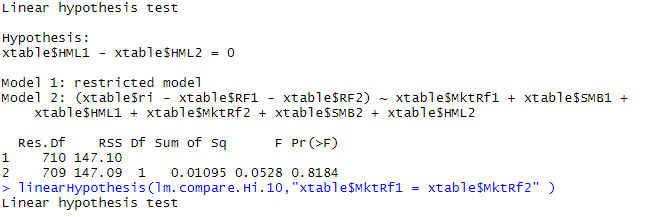 Linear hypothesis test
Hypothesis:
xtable$HML1 - xtable$HML2 = 0
Model 1: restricted model
Model 2: (xtable$ri - xtable$RF1 - xtable$RF2) ~ xtable$MktRf1 + xtable$SMB1 +
xtable$HML1 + xtable$MktRf2 + xtable$SMB2 + xtable$HML2
Res.Df RSS Df Sum of Sq F Pr(>F)
1 710 147.10
2 709 147.09 1 0.01095 0.0528 0.8184
> linearHypothesis(lm.compare.Hi.10,"xtable$MktRf1 = xtable$MktRf2" )
Linear hypothesis test